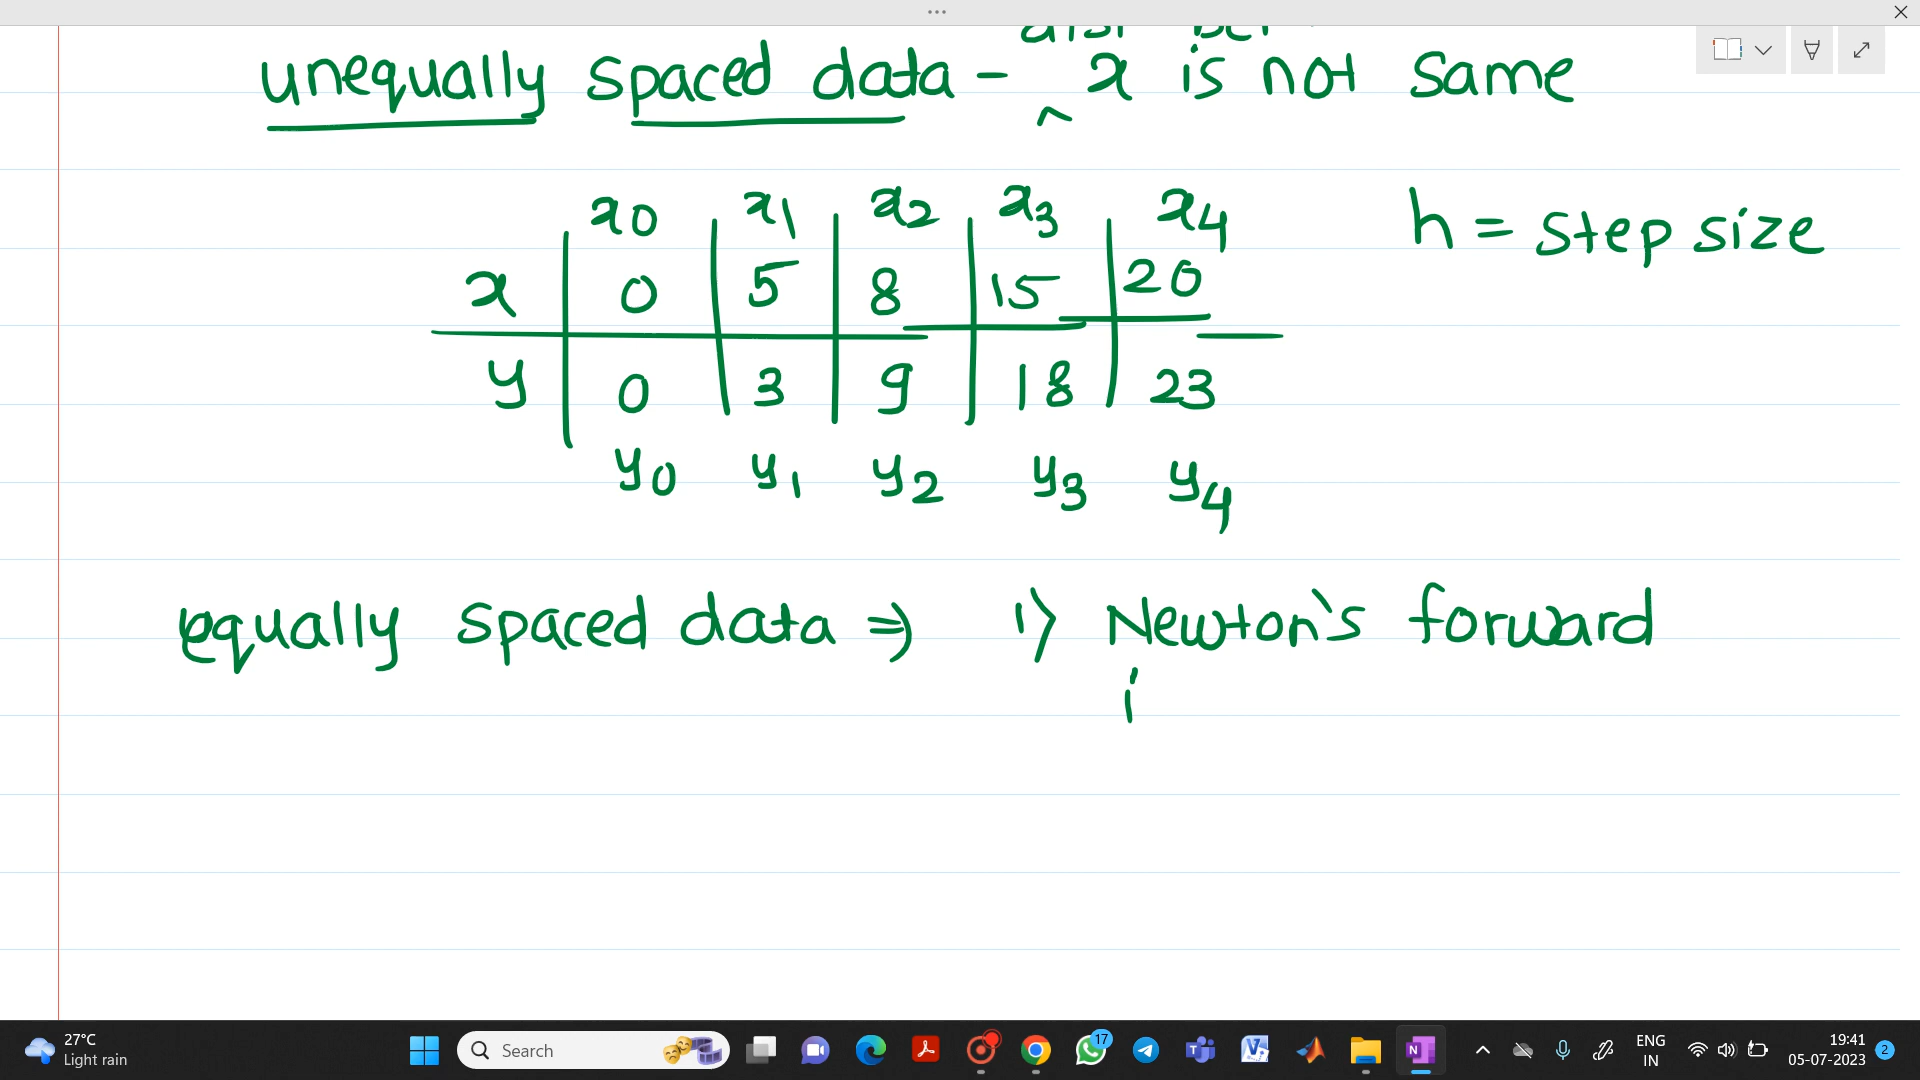 unequally spaced data - x is not same
x0 x1 x2 x3 x4
h = step size
x 0 5 8 15 20
y 0 3 9 18 23
y0 y1 y2 y3 y4
equally spaced data ⇒ 1) Newton's forward
i
27°C
Light rain
Search
17
ENG
IN
19:41
05-07-2023
2